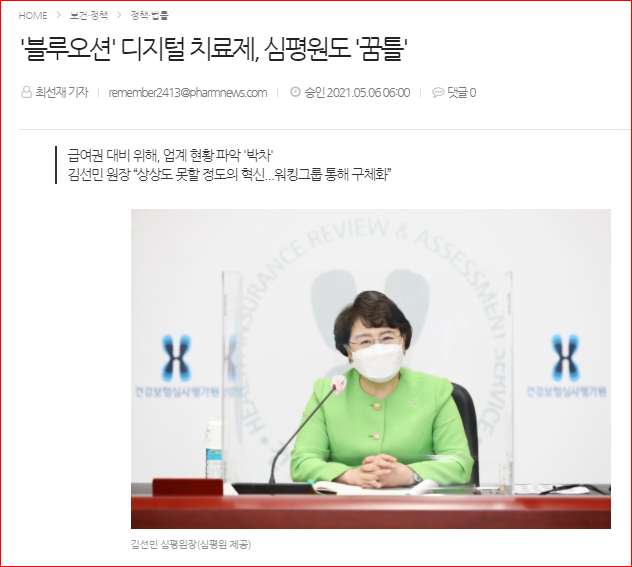 HOME > 보건·정책 > 정책·법률
'블루오션' 디지털 치료제, 심평원도 '꿈틀'
최선재 기자 | remember2413@pharmnews.com | 승인 2021.05.06 06:00 | 댓글 0
급여권 대비 위해, 업계 현황 파악 '박차'
김선민 원장 “상상도 못할 정도의 혁신...워킹그룹 통해 구체화”
INSURANCE REVIEW & ASSESSMENT SERVICE
건강보험심사평가원
건강보험심사평가원
김선민 심평원장(심평원 제공)